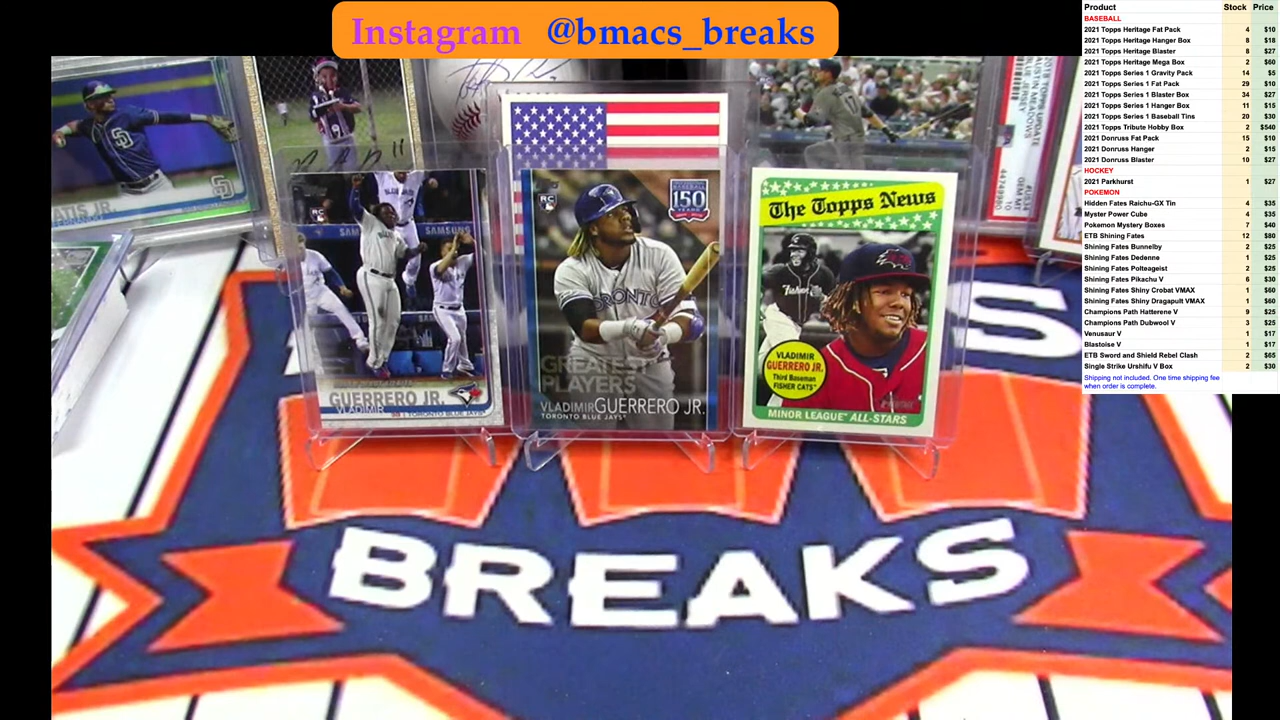 Instagram @bmacs_breaks
Product Stock Price
BASEBALL
2021 Topps Heritage Fat Pack 4 $10
2021 Topps Heritage Hanger Box 8 $18
2021 Topps Heritage Blaster 8 $27
2021 Topps Heritage Mega Box 2 $60
2021 Topps Series 1 Gravity Pack 14 $5
2021 Topps Series 1 Fat Pack 29 $10
2021 Topps Series 1 Blaster Box 34 $27
2021 Topps Series 1 Hanger Box 11 $15
2021 Topps Series 1 Baseball Tins 20 $30
2021 Topps Tribute Hobby Box 2 $540
2021 Donruss Fat Pack 15 $10
2021 Donruss Hanger 2 $15
2021 Donruss Blaster 10 $27
HOCKEY
2021 Parkhurst 1 $27
POKEMON
Hidden Fates Raichu-GX Tin 4 $35
Myster Power Cube 4 $35
Pokemon Mystery Boxes 7 $40
ETB Shining Fates 12 $80
Shining Fates Bunnelby 2 $25
Shining Fates Dedenne 1 $25
Shining Fates Polteageist 2 $25
Shining Fates Pikachu V 6 $30
Shining Fates Shiny Crobat VMAX 1 $60
Shining Fates Shiny Dragapult VMAX 1 $60
Champions Path Hatterene V 9 $25
Champions Path Dubwool V 3 $25
Venusaur V 1 $17
Blastoise V 1 $17
ETB Sword and Shield Rebel Clash 2 $65
Single Strike Urshifu V Box 2 $30
Shipping not included. One time shipping fee
when order is complete.
SD
ATIS JR.
RC
SAMSUNG
GUERRERO JR.
VLADIMIR
TORONTO BLUE JAYS
RC
BASEBALL
150
YEARS
TORONTO
GREATEST
PLAYERS
VLADIMIR GUERRERO JR.
TORONTO BLUE JAYS
The Topps News
Fisher
VLADIMIR
GUERRERO JR.
Third Baseman
FISHER CATS
MINOR LEAGUE ALL-STARS
S
BREAKS